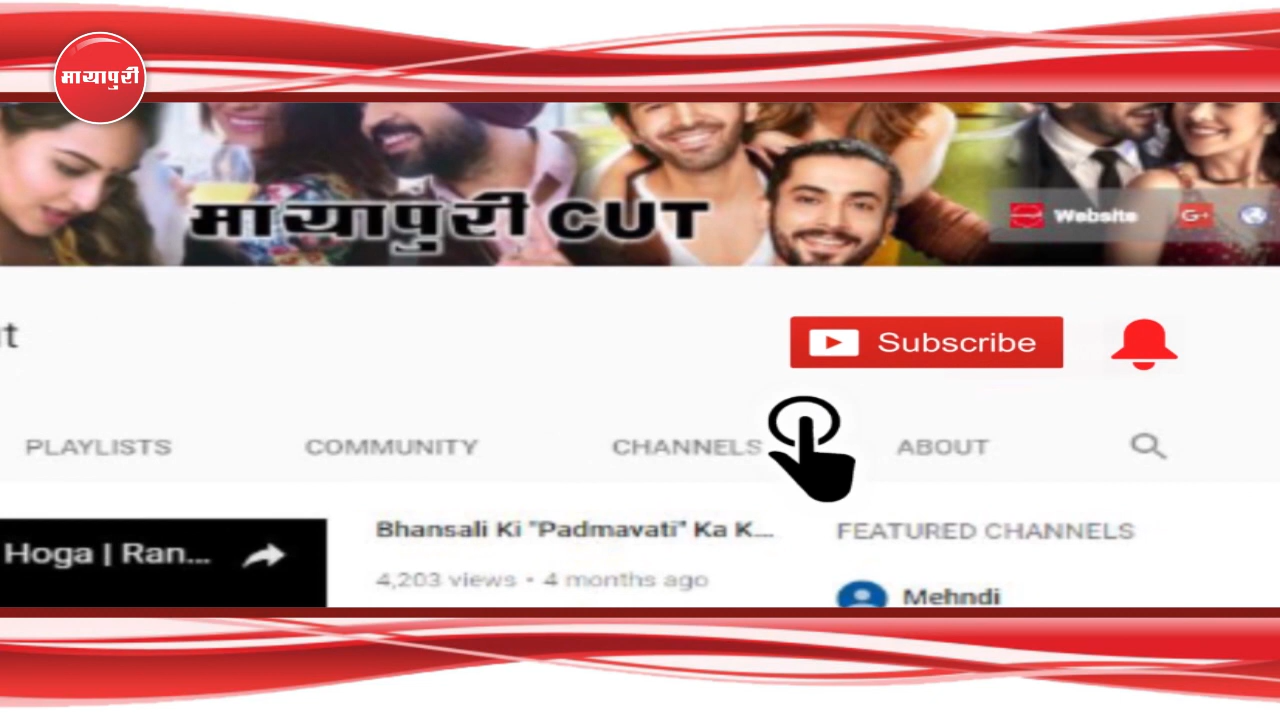 मायापुरी
मायापुरी CUT
Website
G+
t
Subscribe
PLAYLISTS COMMUNITY CHANNELS ABOUT
Bhansali Ki "Padmavati" Ka K... FEATURED CHANNELS
Hoga | Ran...
4,203 views • 4 months ago
Mehndi